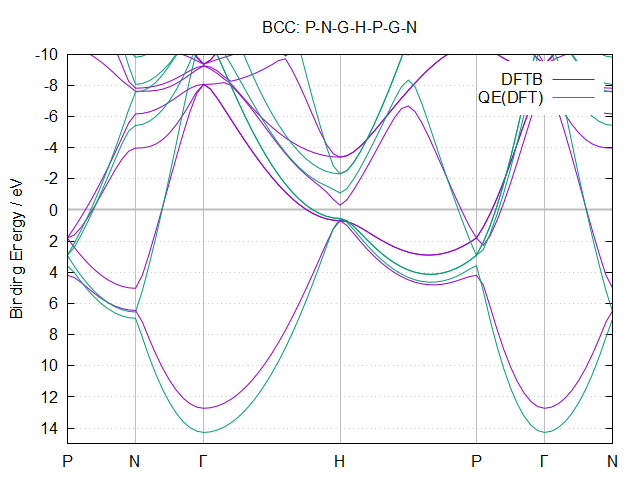 BCC: P-N-G-H-P-G-N
-10
-8
-6
-4
-2
0
2
4
6
8
10
12
14
Binding Energy / eV
DFTB
QE(DFT)
P N Γ H P Γ N